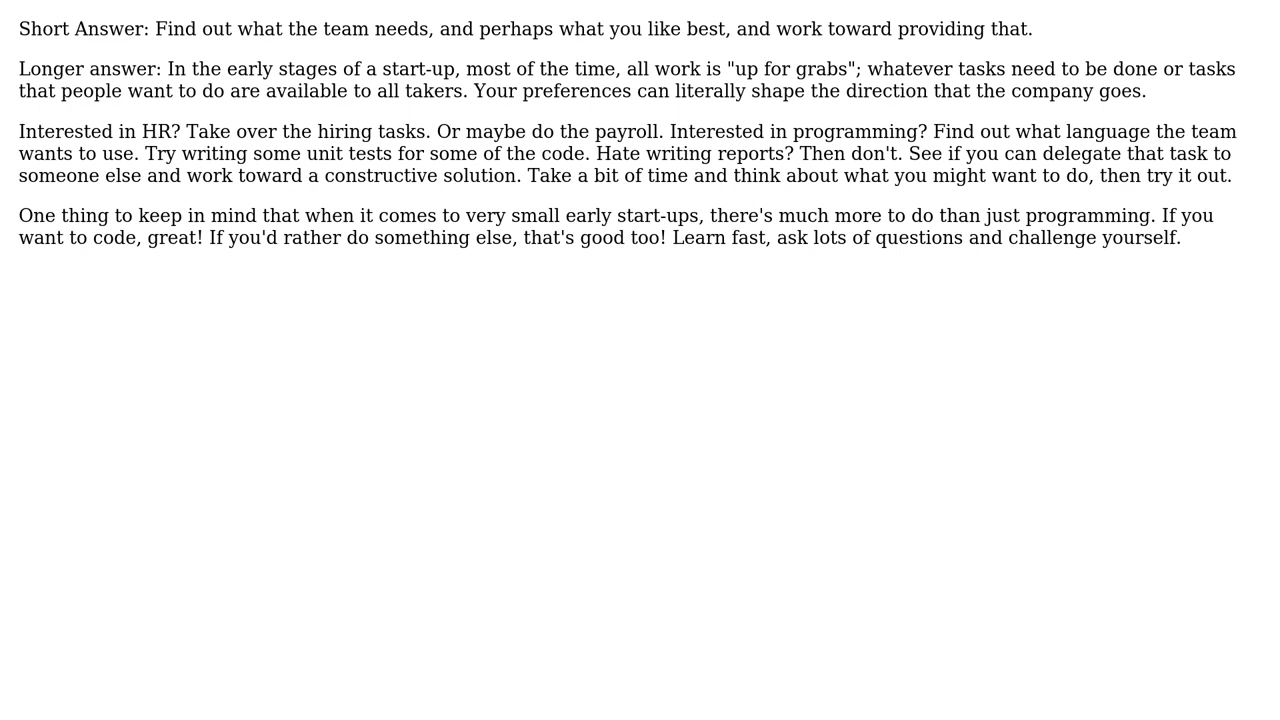 Short Answer: Find out what the team needs, and perhaps what you like best, and work toward providing that.
Longer answer: In the early stages of a start-up, most of the time, all work is "up for grabs"; whatever tasks need to be done or tasks
that people want to do are available to all takers. Your preferences can literally shape the direction that the company goes.
Interested in HR? Take over the hiring tasks. Or maybe do the payroll. Interested in programming? Find out what language the team
wants to use. Try writing some unit tests for some of the code. Hate writing reports? Then don't. See if you can delegate that task to
someone else and work toward a constructive solution. Take a bit of time and think about what you might want to do, then try it out.
One thing to keep in mind that when it comes to very small early start-ups, there's much more to do than just programming. If you
want to code, great! If you'd rather do something else, that's good too! Learn fast, ask lots of questions and challenge yourself.